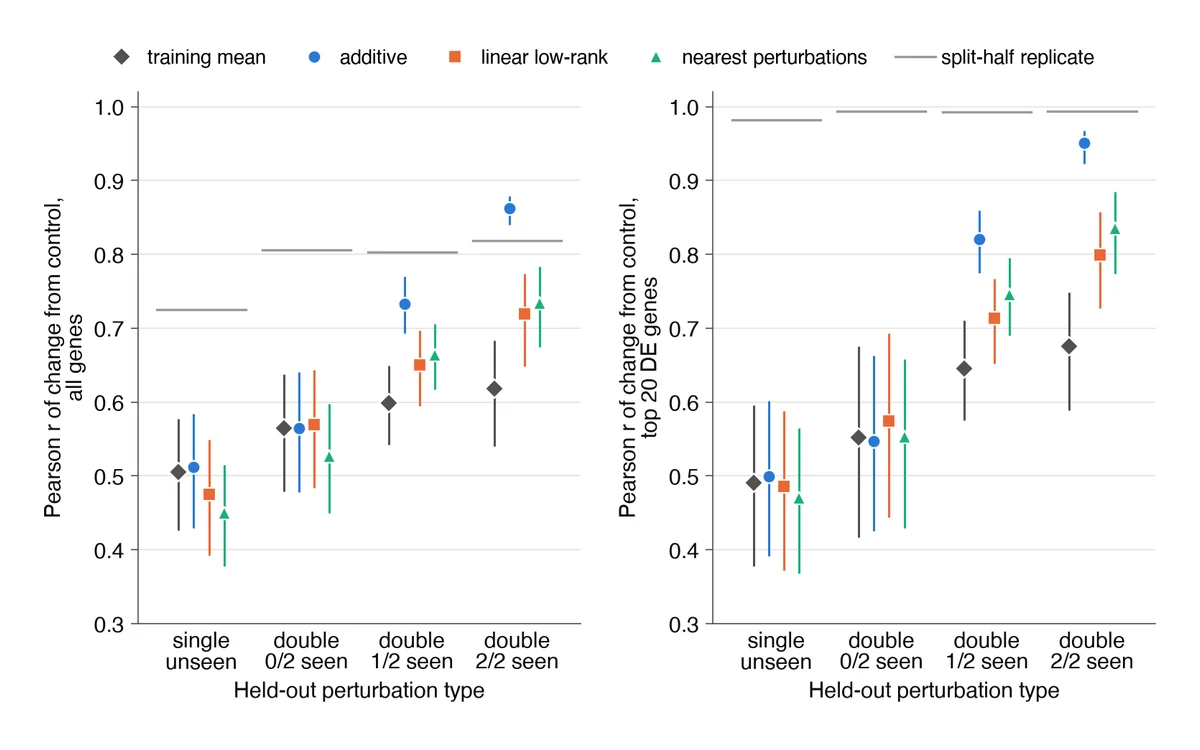 training mean
additive
linear low-rank
nearest perturbations
split-half replicate
Pearson r of change from control,
all genes
1.0
0.9
0.8
0.7
0.6
0.5
0.4
0.3
single
unseen
double
0/2 seen
double
1/2 seen
double
2/2 seen
Held-out perturbation type
Pearson r of change from control,
top 20 DE genes
1.0
0.9
0.8
0.7
0.6
0.5
0.4
0.3
single
unseen
double
0/2 seen
double
1/2 seen
double
2/2 seen
Held-out perturbation type